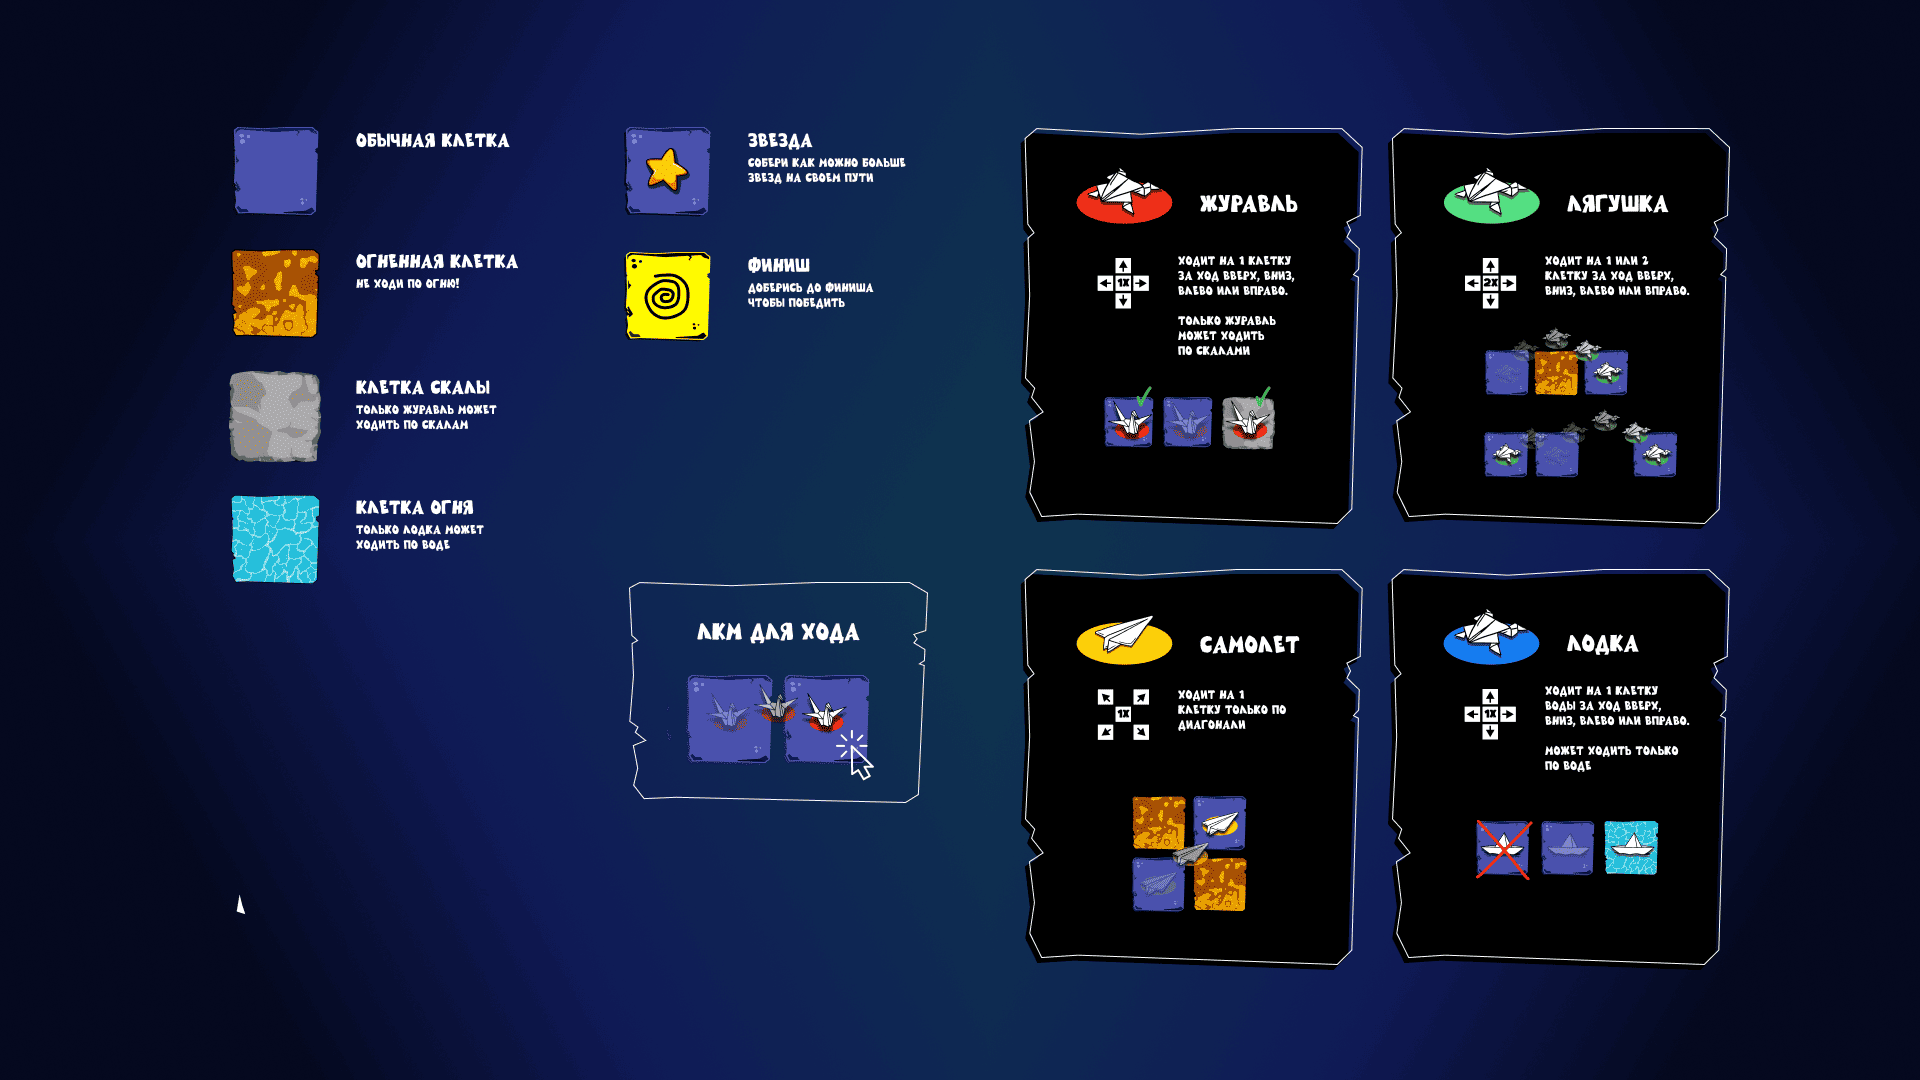 ОБЫЧНАЯ КЛЕТКА
ОГНЕННАЯ КЛЕТКА
НЕ ХОДИ ПО ОГНЮ!
КЛЕТКА СКАЛЫ
ТОЛЬКО ЖУРАВЛЬ МОЖЕТ
ХОДИТЬ ПО СКАЛАМ
КЛЕТКА ОГНЯ
ТОЛЬКО ЛОДКА МОЖЕТ
ХОДИТЬ ПО ВОДЕ
ЗВЕЗДА
СОБЕРИ КАК МОЖНО БОЛЬШЕ
ЗВЕЗД НА СВОЕМ ПУТИ
ФИНИШ
ДОБЕРИСЬ ДО ФИНИША
ЧТОБЫ ПОБЕДИТЬ
ЛКМ ДЛЯ ХОДА
ЖУРАВЛЬ
1X
ХОДИТ НА 1 КЛЕТКУ
ЗА ХОД ВВЕРХ, ВНИЗ,
ВЛЕВО ИЛИ ВПРАВО.
ТОЛЬКО ЖУРАВЛЬ
МОЖЕТ ХОДИТЬ
ПО СКАЛАМИ
ЛЯГУШКА
2X
ХОДИТ НА 1 ИЛИ 2
КЛЕТКУ ЗА ХОД ВВЕРХ,
ВНИЗ, ВЛЕВО ИЛИ ВПРАВО.
САМОЛЕТ
1X
ХОДИТ НА 1
КЛЕТКУ ТОЛЬКО ПО
ДИАГОНАЛИ
ЛОДКА
1X
ХОДИТ НА 1 КЛЕТКУ
ВОДЫ ЗА ХОД ВВЕРХ,
ВНИЗ, ВЛЕВО ИЛИ ВПРАВО.
МОЖЕТ ХОДИТЬ ТОЛЬКО
ПО ВОДЕ